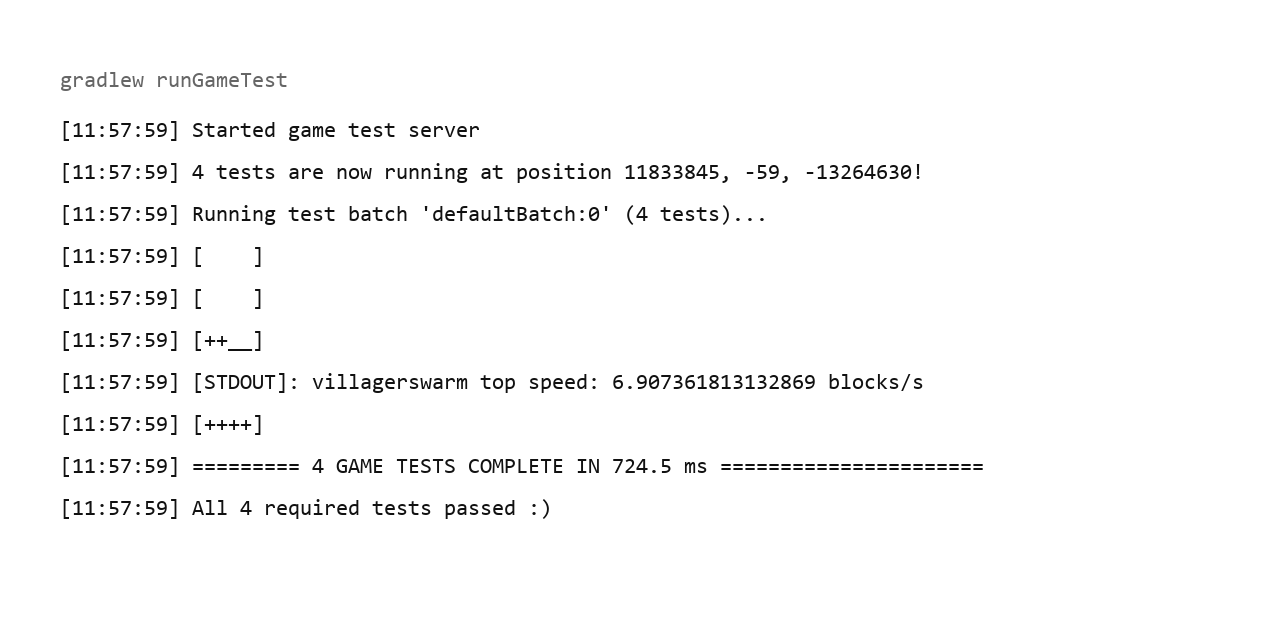 gradlew runGameTest
[11:57:59] Started game test server
[11:57:59] 4 tests are now running at position 11833845, -59, -13264630!
[11:57:59] Running test batch 'defaultBatch:0' (4 tests)...
[11:57:59] [    ]
[11:57:59] [    ]
[11:57:59] [++__]
[11:57:59] [STDOUT]: villagerswarm top speed: 6.907361813132869 blocks/s
[11:57:59] [++++]
[11:57:59] ========= 4 GAME TESTS COMPLETE IN 724.5 ms ======================
[11:57:59] All 4 required tests passed :)